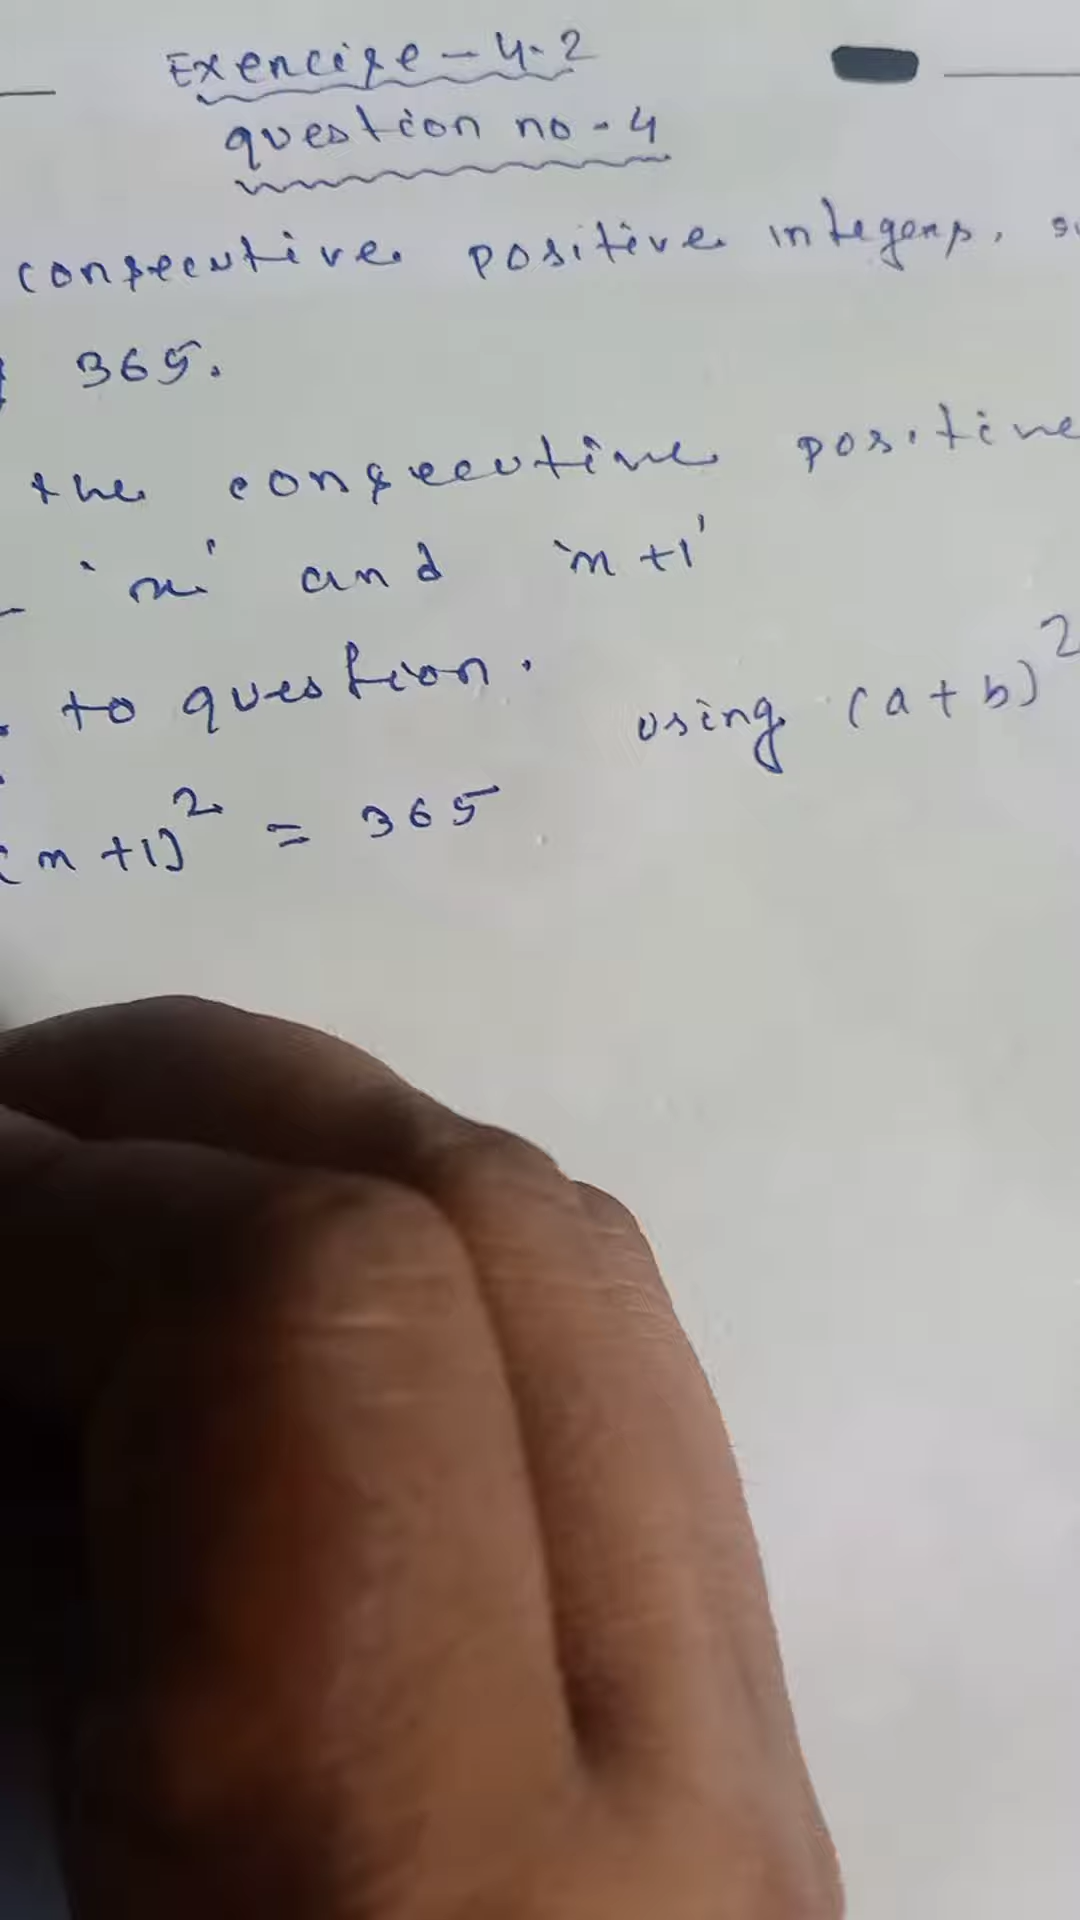 Exercise - 4.2
question no - 4
consecutive positive integers.
365.
the consecutive positive
'x' and 'x+1'
to question.
using (a+b)²
(x+1)² = 365